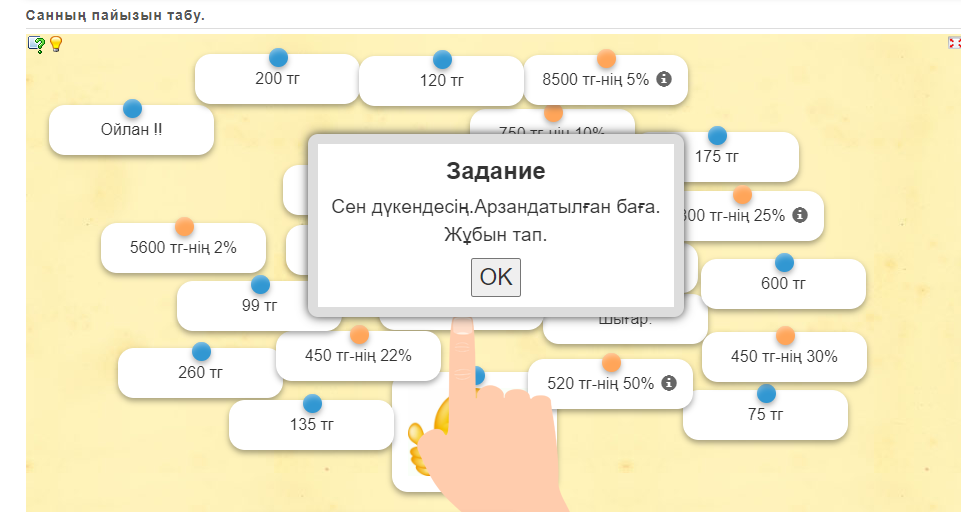 Санның пайызын табу.
200 тг
120 тг
8500 тг-нің 5%
Ойлан !!
750 тг-нің 10%
175 тг
Задание
Сен дүкендесің.Арзандатылған баға.
Жұбын тап.
OK
00 тг-нің 25%
5600 тг-нің 2%
600 тг
99 тг
Шығар.
450 тг-нің 22%
450 тг-нің 30%
260 тг
520 тг-нің 50%
135 тг
75 тг